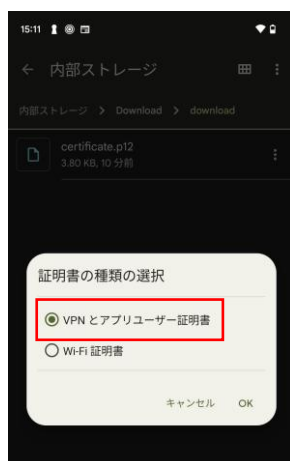 15:11
内部ストレージ
内部ストレージ > Download > download
certificate.p12
3.80 KB, 10 分前
証明書の種類の選択
VPN とアプリユーザー証明書
Wi-Fi 証明書
キャンセル OK